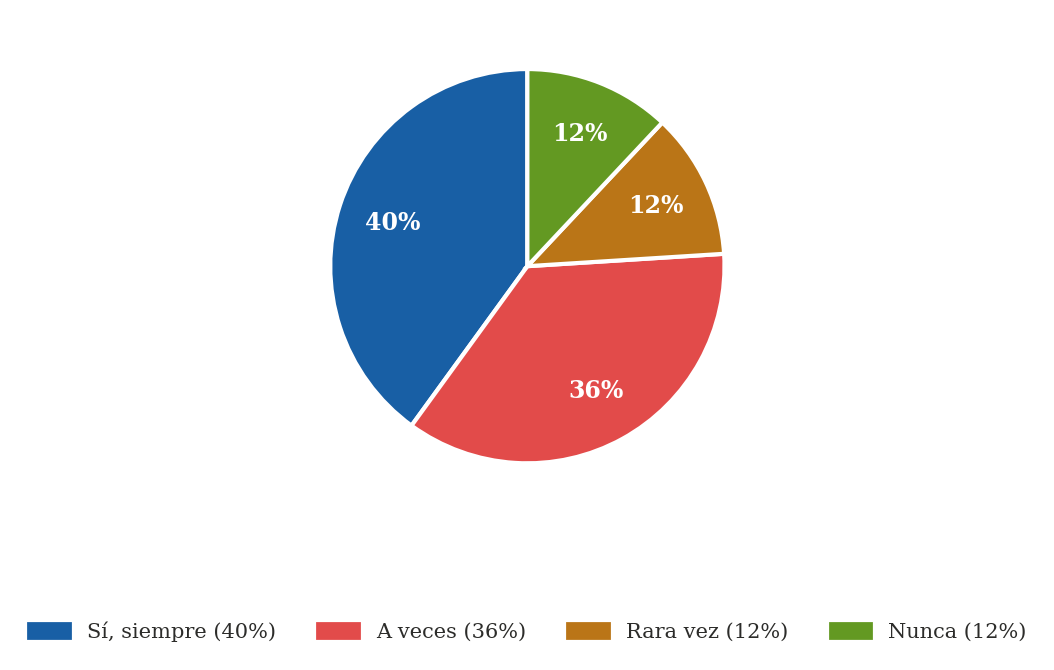 12%
12%
40%
36%
Sí, siempre (40%) A veces (36%) Rara vez (12%) Nunca (12%)